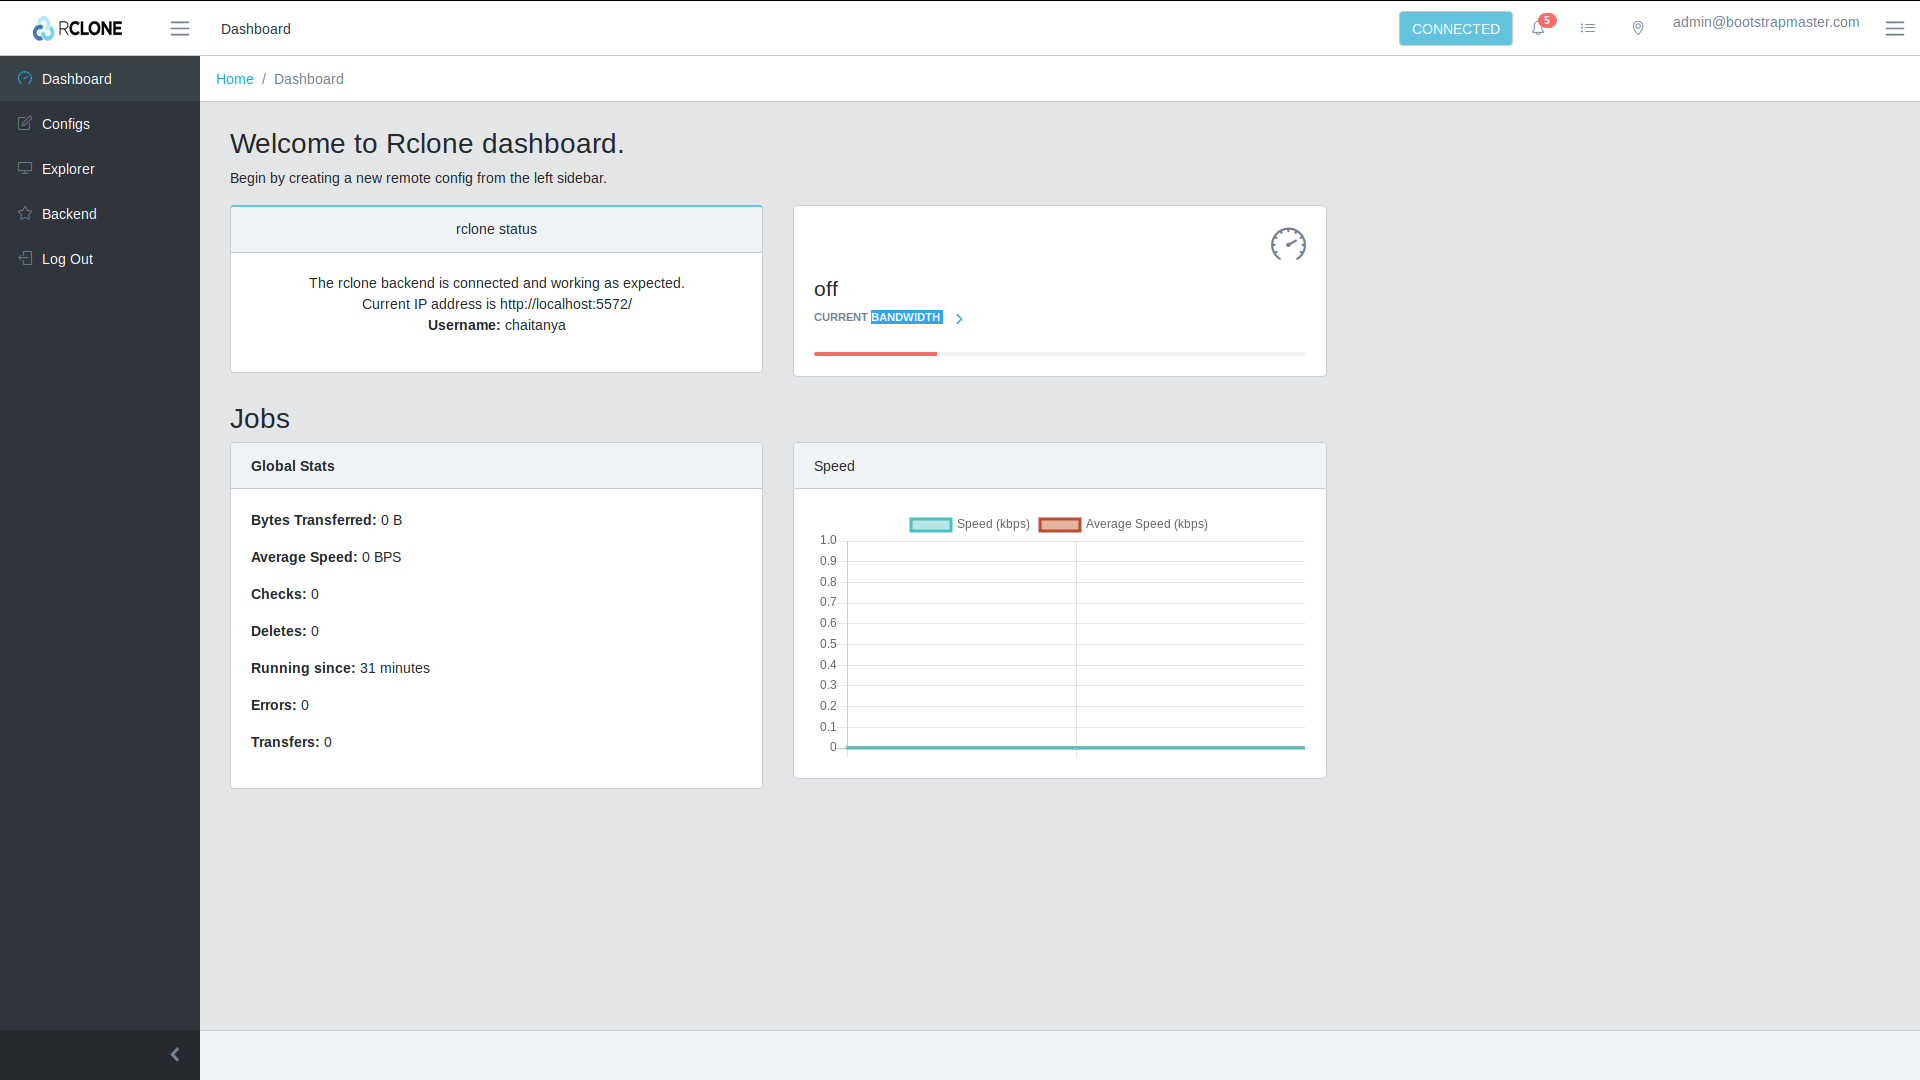 RCLONE
Dashboard
CONNECTED
5
admin@bootstrapmaster.com
Dashboard
Configs
Explorer
Backend
Log Out
Home / Dashboard
Welcome to Rclone dashboard.
Begin by creating a new remote config from the left sidebar.
rclone status
The rclone backend is connected and working as expected.
Current IP address is http://localhost:5572/
Username: chaitanya
off
CURRENT BANDWIDTH
Jobs
Global Stats
Bytes Transferred: 0 B
Average Speed: 0 BPS
Checks: 0
Deletes: 0
Running since: 31 minutes
Errors: 0
Transfers: 0
Speed
Speed (kbps) Average Speed (kbps)
1.0
0.9
0.8
0.7
0.6
0.5
0.4
0.3
0.2
0.1
0